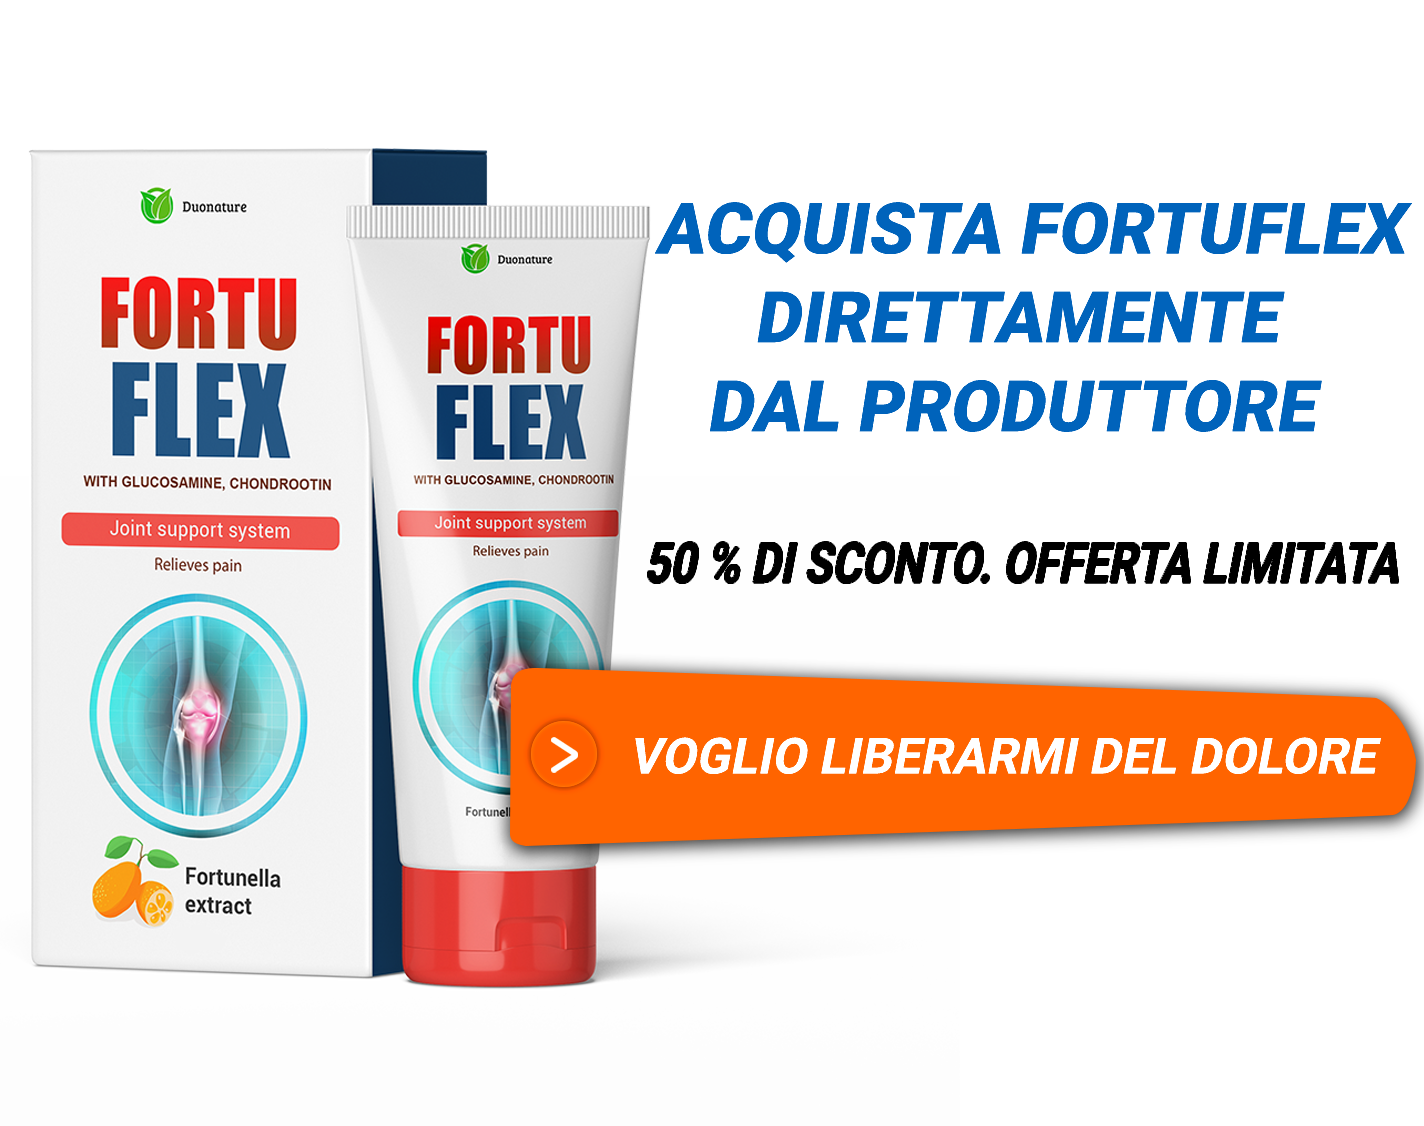 Duonature
FORTU
FLEX
WITH GLUCOSAMINE, CHONDROOTIN
Joint support system
Relieves pain
Fortunella
extract
Duonature
FORTU
FLEX
WITH GLUCOSAMINE, CHONDROOTIN
Joint support system
Relieves pain
ACQUISTA FORTUFLEX
DIRETTAMENTE
DAL PRODUTTORE
50 % DI SCONTO. OFFERTA LIMITATA
VOGLIO LIBERARMI DEL DOLORE